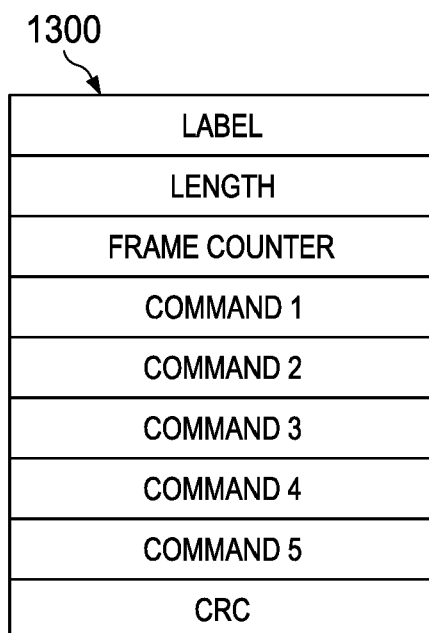 1300
LABEL
LENGTH
FRAME COUNTER
COMMAND 1
COMMAND 2
COMMAND 3
COMMAND 4
COMMAND 5
CRC